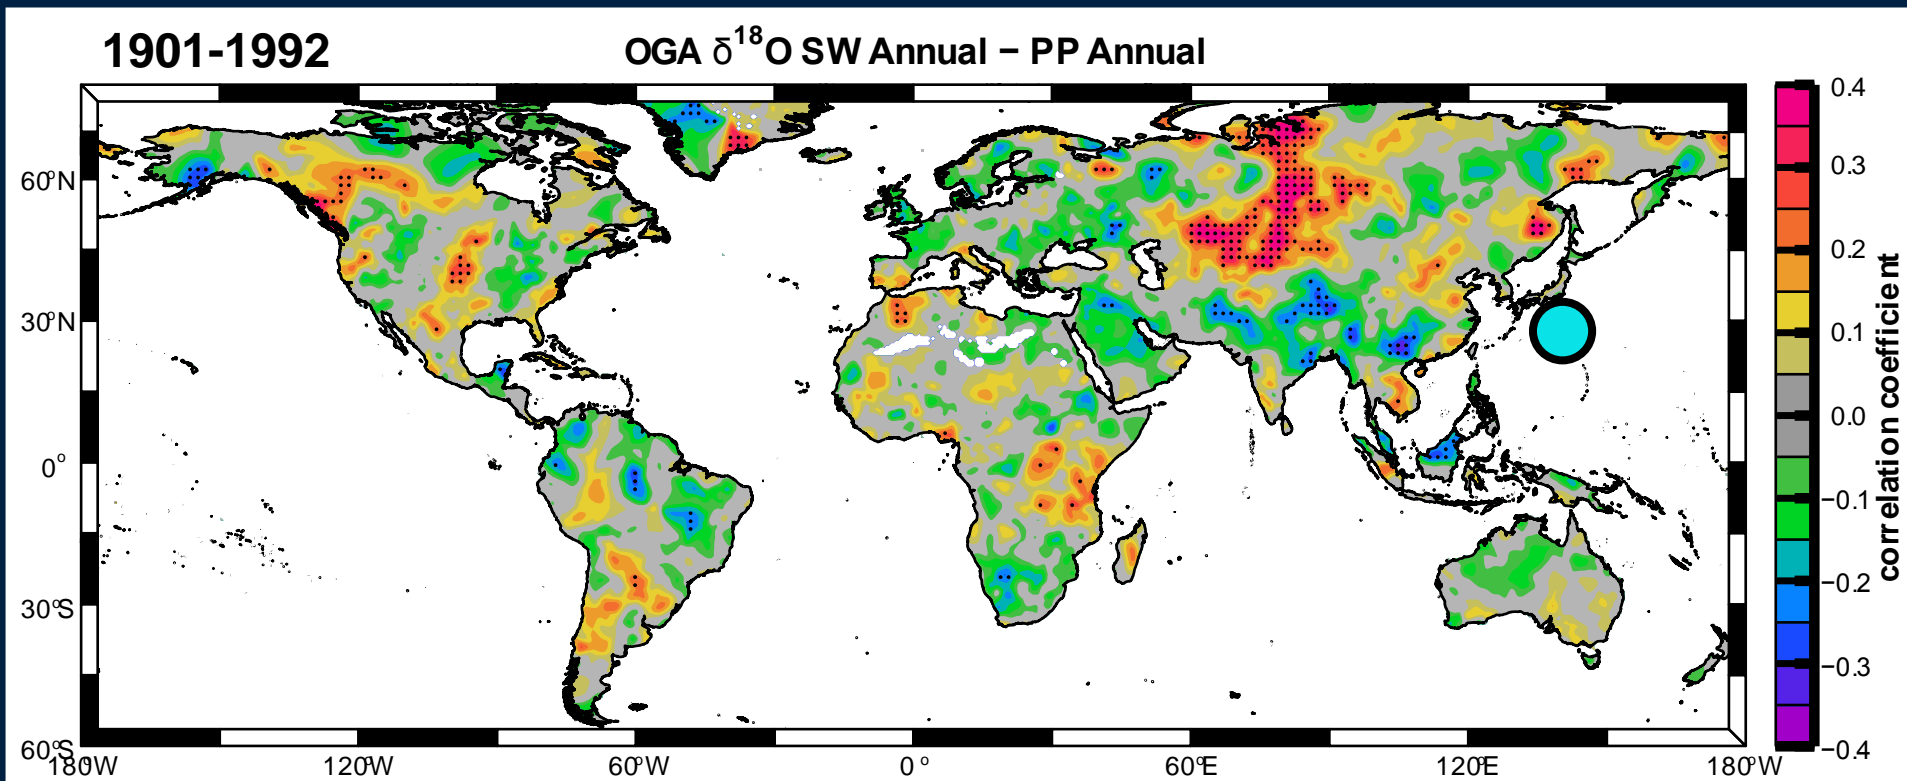 1901-1992
OGA δ¹⁸O SW Annual − PP Annual
60°N
30°N
0°
30°S
60°S
180°W
120°W
60°W
0°
60°E
120°E
180°W
0.4
0.3
0.2
0.1
0.0
−0.1
−0.2
−0.3
−0.4
correlation coefficient